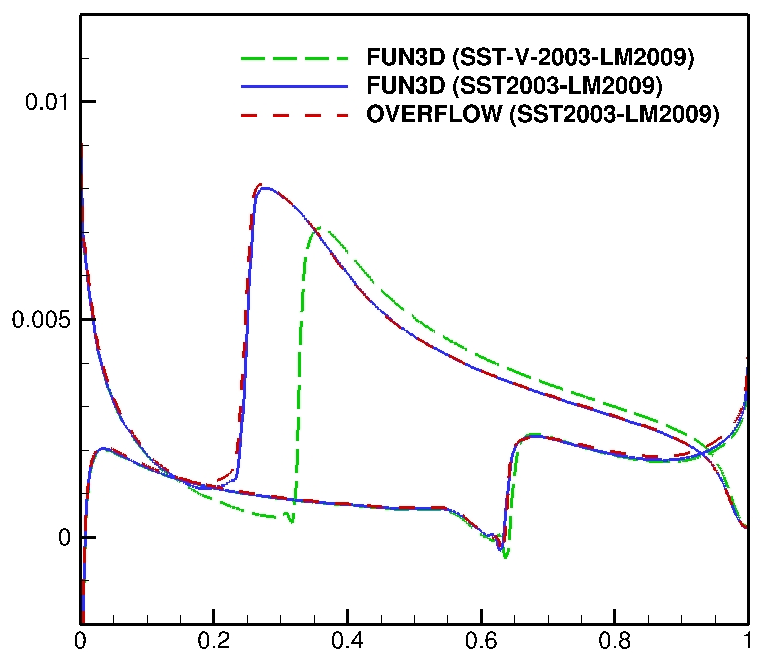 FUN3D (SST-V-2003-LM2009)
FUN3D (SST2003-LM2009)
OVERFLOW (SST2003-LM2009)
0.01
0.005
0
0 0.2 0.4 0.6 0.8 1